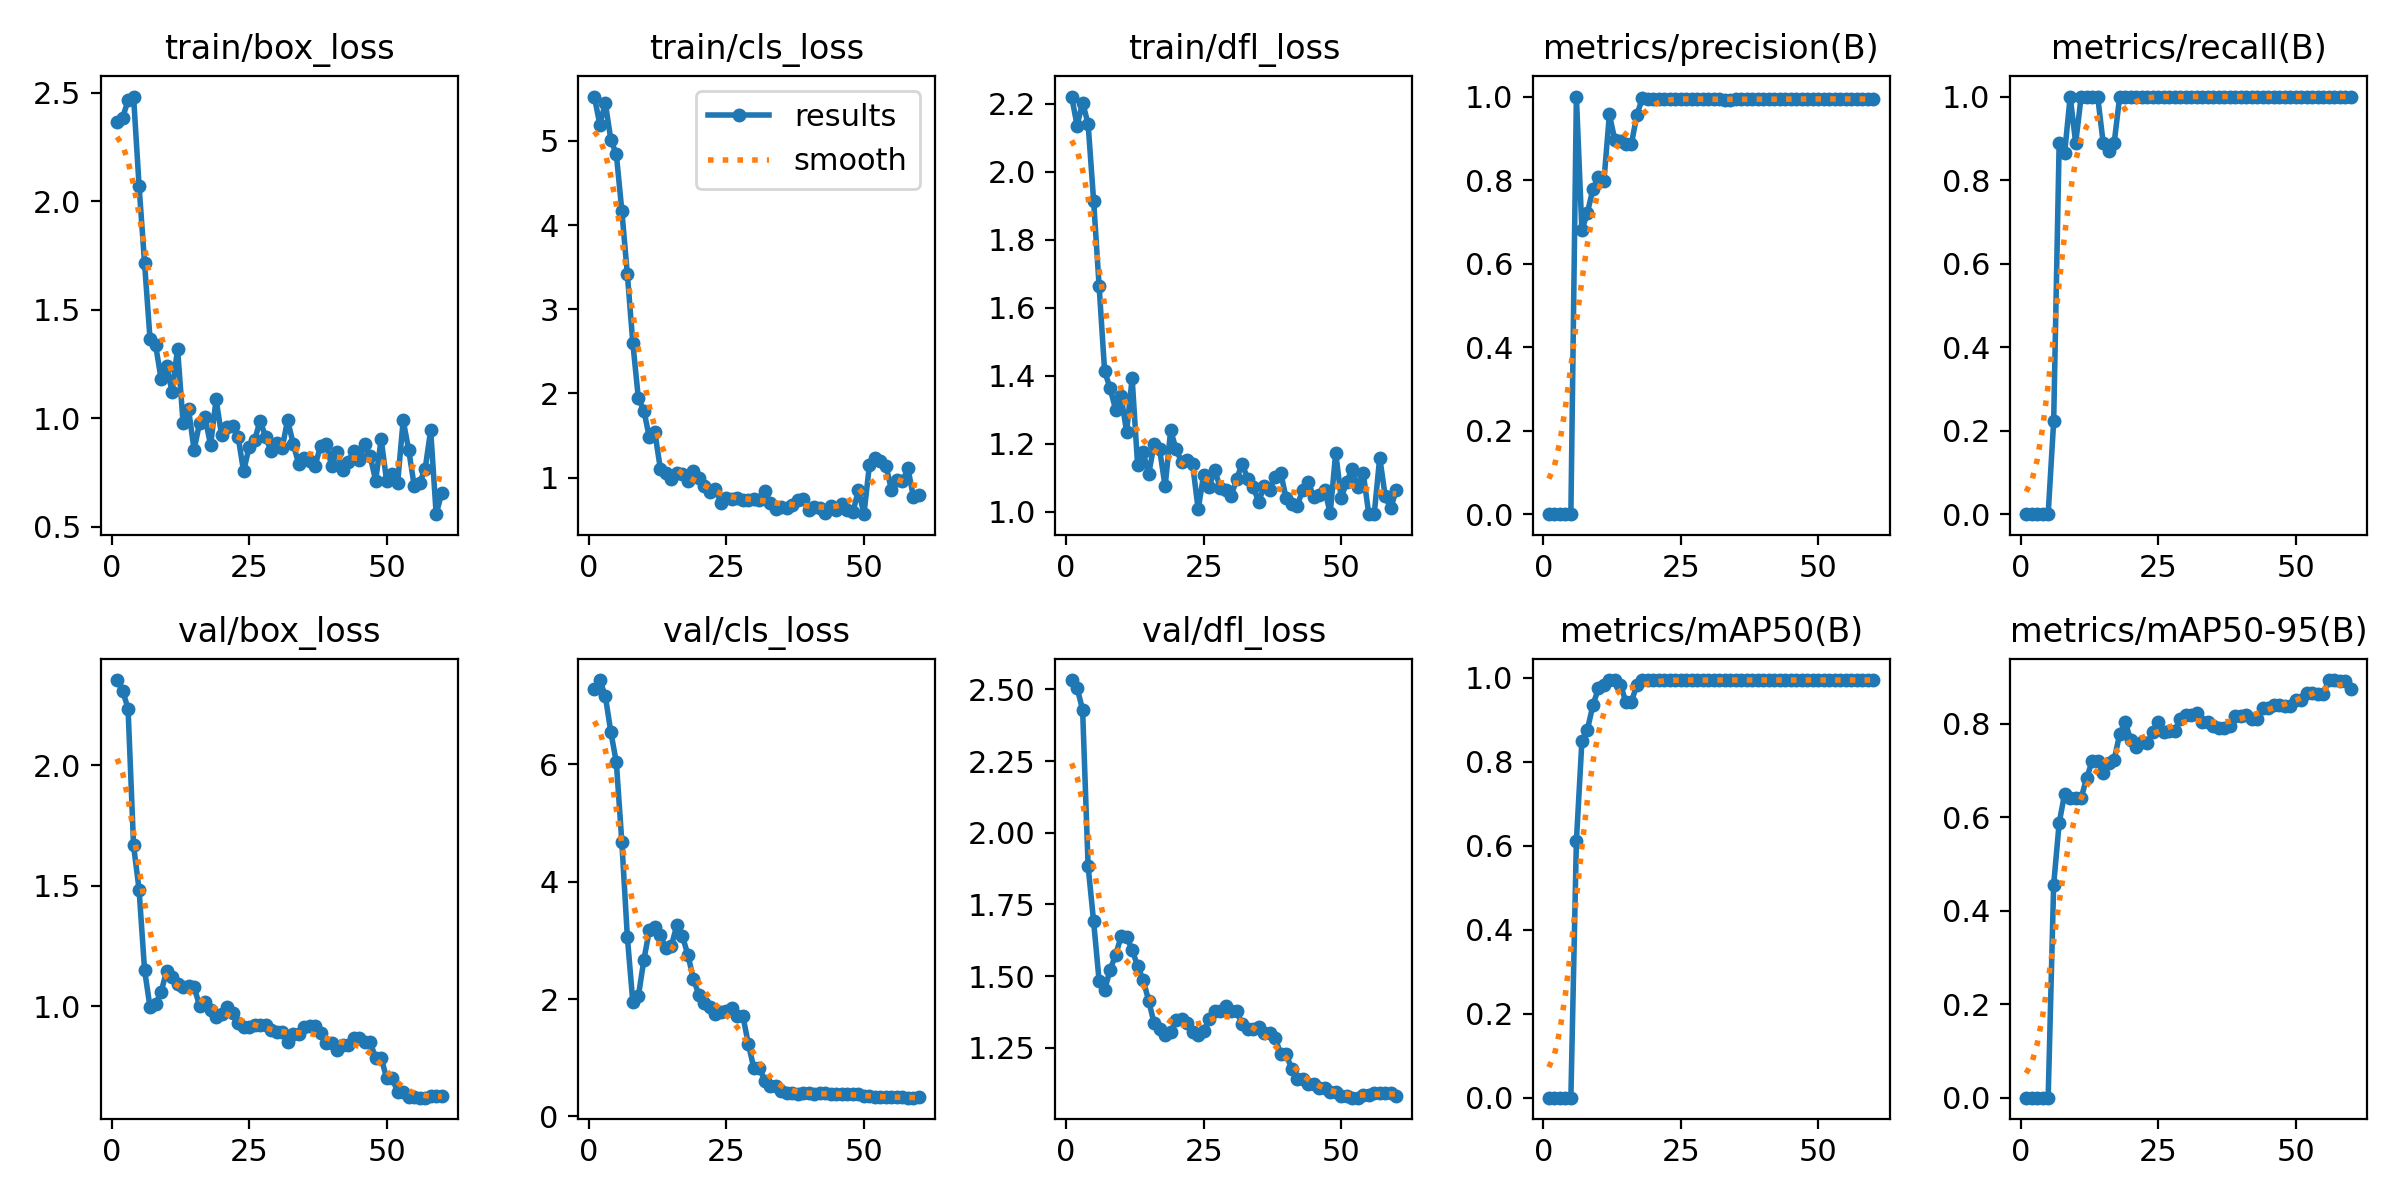 train/box_loss
2.5
2.0
1.5
1.0
0.5
0 25 50
train/cls_loss
results
smooth
5
4
3
2
1
0 25 50
train/dfl_loss
2.2
2.0
1.8
1.6
1.4
1.2
1.0
0 25 50
metrics/precision(B)
1.0
0.8
0.6
0.4
0.2
0.0
0 25 50
metrics/recall(B)
1.0
0.8
0.6
0.4
0.2
0.0
0 25 50
val/box_loss
2.0
1.5
1.0
0 25 50
val/cls_loss
6
4
2
0
0 25 50
val/dfl_loss
2.50
2.25
2.00
1.75
1.50
1.25
0 25 50
metrics/mAP50(B)
1.0
0.8
0.6
0.4
0.2
0.0
0 25 50
metrics/mAP50-95(B)
0.8
0.6
0.4
0.2
0.0
0 25 50